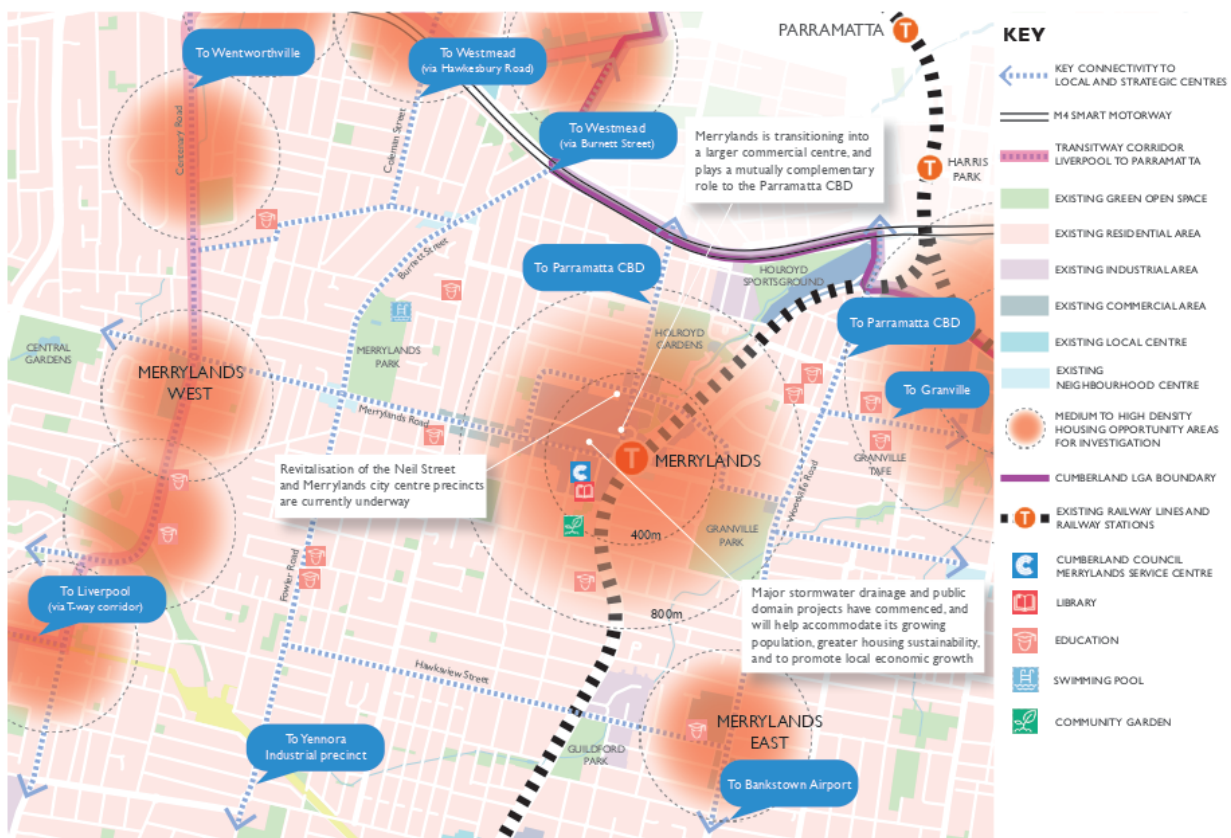 PARRAMATTA
T
To Wentworthville
To Westmead
(via Hawkesbury Road)
To Westmead
(via Burnett Street)
Centenary Road
Coleman Street
Burnett Street
Merrylands is transitioning into
a larger commercial centre, and
plays a mutually complementary
role to the Parramatta CBD
T
HARRIS
PARK
To Parramatta CBD
HOLROYD
SPORTSGROUND
HOLROYD
GARDENS
To Parramatta CBD
CENTRAL
GARDENS
MERRYLANDS
PARK
MERRYLANDS
WEST
Merrylands Road
To Granville
GRANVILLE
TAFE
T
MERRYLANDS
Revitalisation of the Neil Street
and Merrylands city centre precincts
are currently underway
Woodville Road
GRANVILLE
PARK
400m
800m
Fowler Road
To Liverpool
(via T-way corridor)
Major stormwater drainage and public
domain projects have commenced, and
will help accommodate its growing
population, greater housing sustainability,
and to promote local economic growth
Hawksview Street
MERRYLANDS
EAST
GUILDFORD
PARK
To Yennora
Industrial precinct
To Bankstown Airport
KEY
KEY CONNECTIVITY TO
LOCAL AND STRATEGIC CENTRES
M4 SMART MOTORWAY
TRANSITWAY CORRIDOR
LIVERPOOL TO PARRAMATTA
EXISTING GREEN OPEN SPACE
EXISTING RESIDENTIAL AREA
EXISTING INDUSTRIAL AREA
EXISTING COMMERCIAL AREA
EXISTING LOCAL CENTRE
EXISTING
NEIGHBOURHOOD CENTRE
MEDIUM TO HIGH DENSITY
HOUSING OPPORTUNITY AREAS
FOR INVESTIGATION
CUMBERLAND LGA BOUNDARY
T
EXISTING RAILWAY LINES AND
RAILWAY STATIONS
CUMBERLAND COUNCIL
MERRYLANDS SERVICE CENTRE
LIBRARY
EDUCATION
SWIMMING POOL
COMMUNITY GARDEN